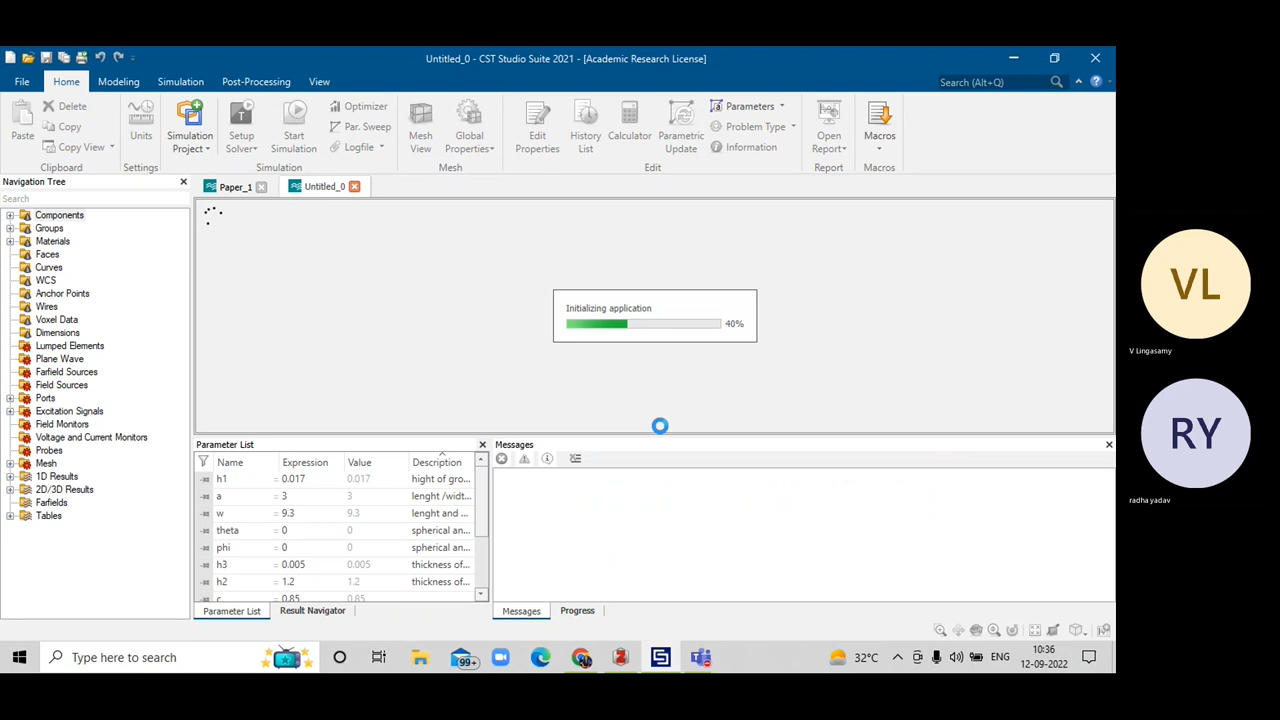 Untitled_0 - CST Studio Suite 2021 - [Academic Research License]
File Home Modeling Simulation Post-Processing View Search (Alt+Q)
Paste Delete Copy Copy View Clipboard
Units Settings
Simulation Project Setup Solver Start Simulation Optimizer Par. Sweep Logfile Simulation
Mesh View Global Properties Mesh
Edit Properties History List Calculator Parametric Update Parameters Problem Type Information Edit
Open Report Report
Macros Macros
Navigation Tree
Paper_1 Untitled_0
Search
Components
Groups
Materials
Faces
Curves
WCS
Anchor Points
Wires
Voxel Data
Dimensions
Lumped Elements
Plane Wave
Farfield Sources
Field Sources
Ports
Excitation Signals
Field Monitors
Voltage and Current Monitors
Probes
Mesh
1D Results
2D/3D Results
Farfields
Tables
Initializing application
40%
Parameter List
Name Expression Value Description
h1 = 0.017 0.017 hight of gro...
a = 3 3 lenght /widt...
w = 9.3 9.3 lenght and ...
theta = 0 0 spherical an...
phi = 0 0 spherical an...
h3 = 0.005 0.005 thickness of...
h2 = 1.2 1.2 thickness of...
c = 0.85 0.85
Parameter List Result Navigator
Messages
Messages Progress
VL
V Lingasamy
RY
radha yadav
Type here to search
99+
32°C
ENG
10:36
12-09-2022